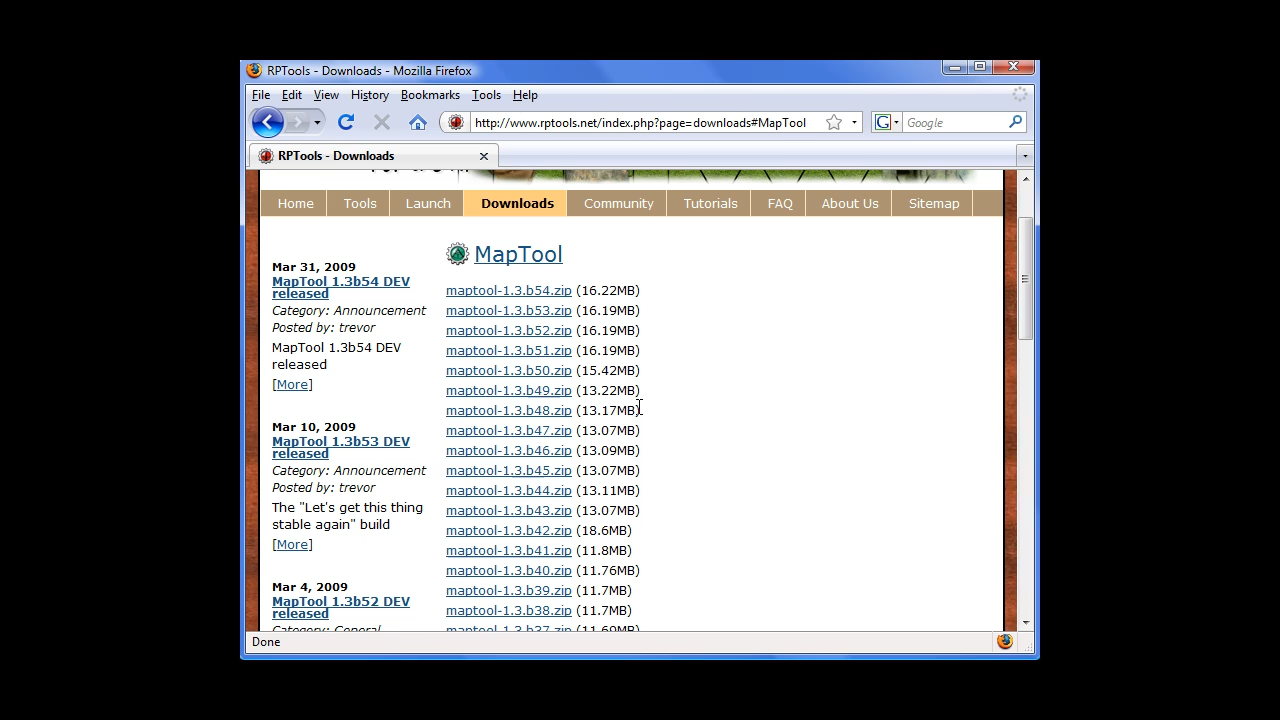 RPTools - Downloads - Mozilla Firefox
File Edit View History Bookmarks Tools Help
http://www.rptools.net/index.php?page=downloads#MapTool
G
Google
RPTools - Downloads
Home Tools Launch Downloads Community Tutorials FAQ About Us Sitemap
Mar 31, 2009
MapTool 1.3b54 DEV
released
Category: Announcement
Posted by: trevor
MapTool 1.3b54 DEV
released
[More]
Mar 10, 2009
MapTool 1.3b53 DEV
released
Category: Announcement
Posted by: trevor
The "Let's get this thing
stable again" build
[More]
Mar 4, 2009
MapTool 1.3b52 DEV
released
Category: General
MapTool
maptool-1.3.b54.zip (16.22MB)
maptool-1.3.b53.zip (16.19MB)
maptool-1.3.b52.zip (16.19MB)
maptool-1.3.b51.zip (16.19MB)
maptool-1.3.b50.zip (15.42MB)
maptool-1.3.b49.zip (13.22MB)
maptool-1.3.b48.zip (13.17MB)
maptool-1.3.b47.zip (13.07MB)
maptool-1.3.b46.zip (13.09MB)
maptool-1.3.b45.zip (13.07MB)
maptool-1.3.b44.zip (13.11MB)
maptool-1.3.b43.zip (13.07MB)
maptool-1.3.b42.zip (18.6MB)
maptool-1.3.b41.zip (11.8MB)
maptool-1.3.b40.zip (11.76MB)
maptool-1.3.b39.zip (11.7MB)
maptool-1.3.b38.zip (11.7MB)
maptool-1.3.b37.zip (11.69MB)
Done